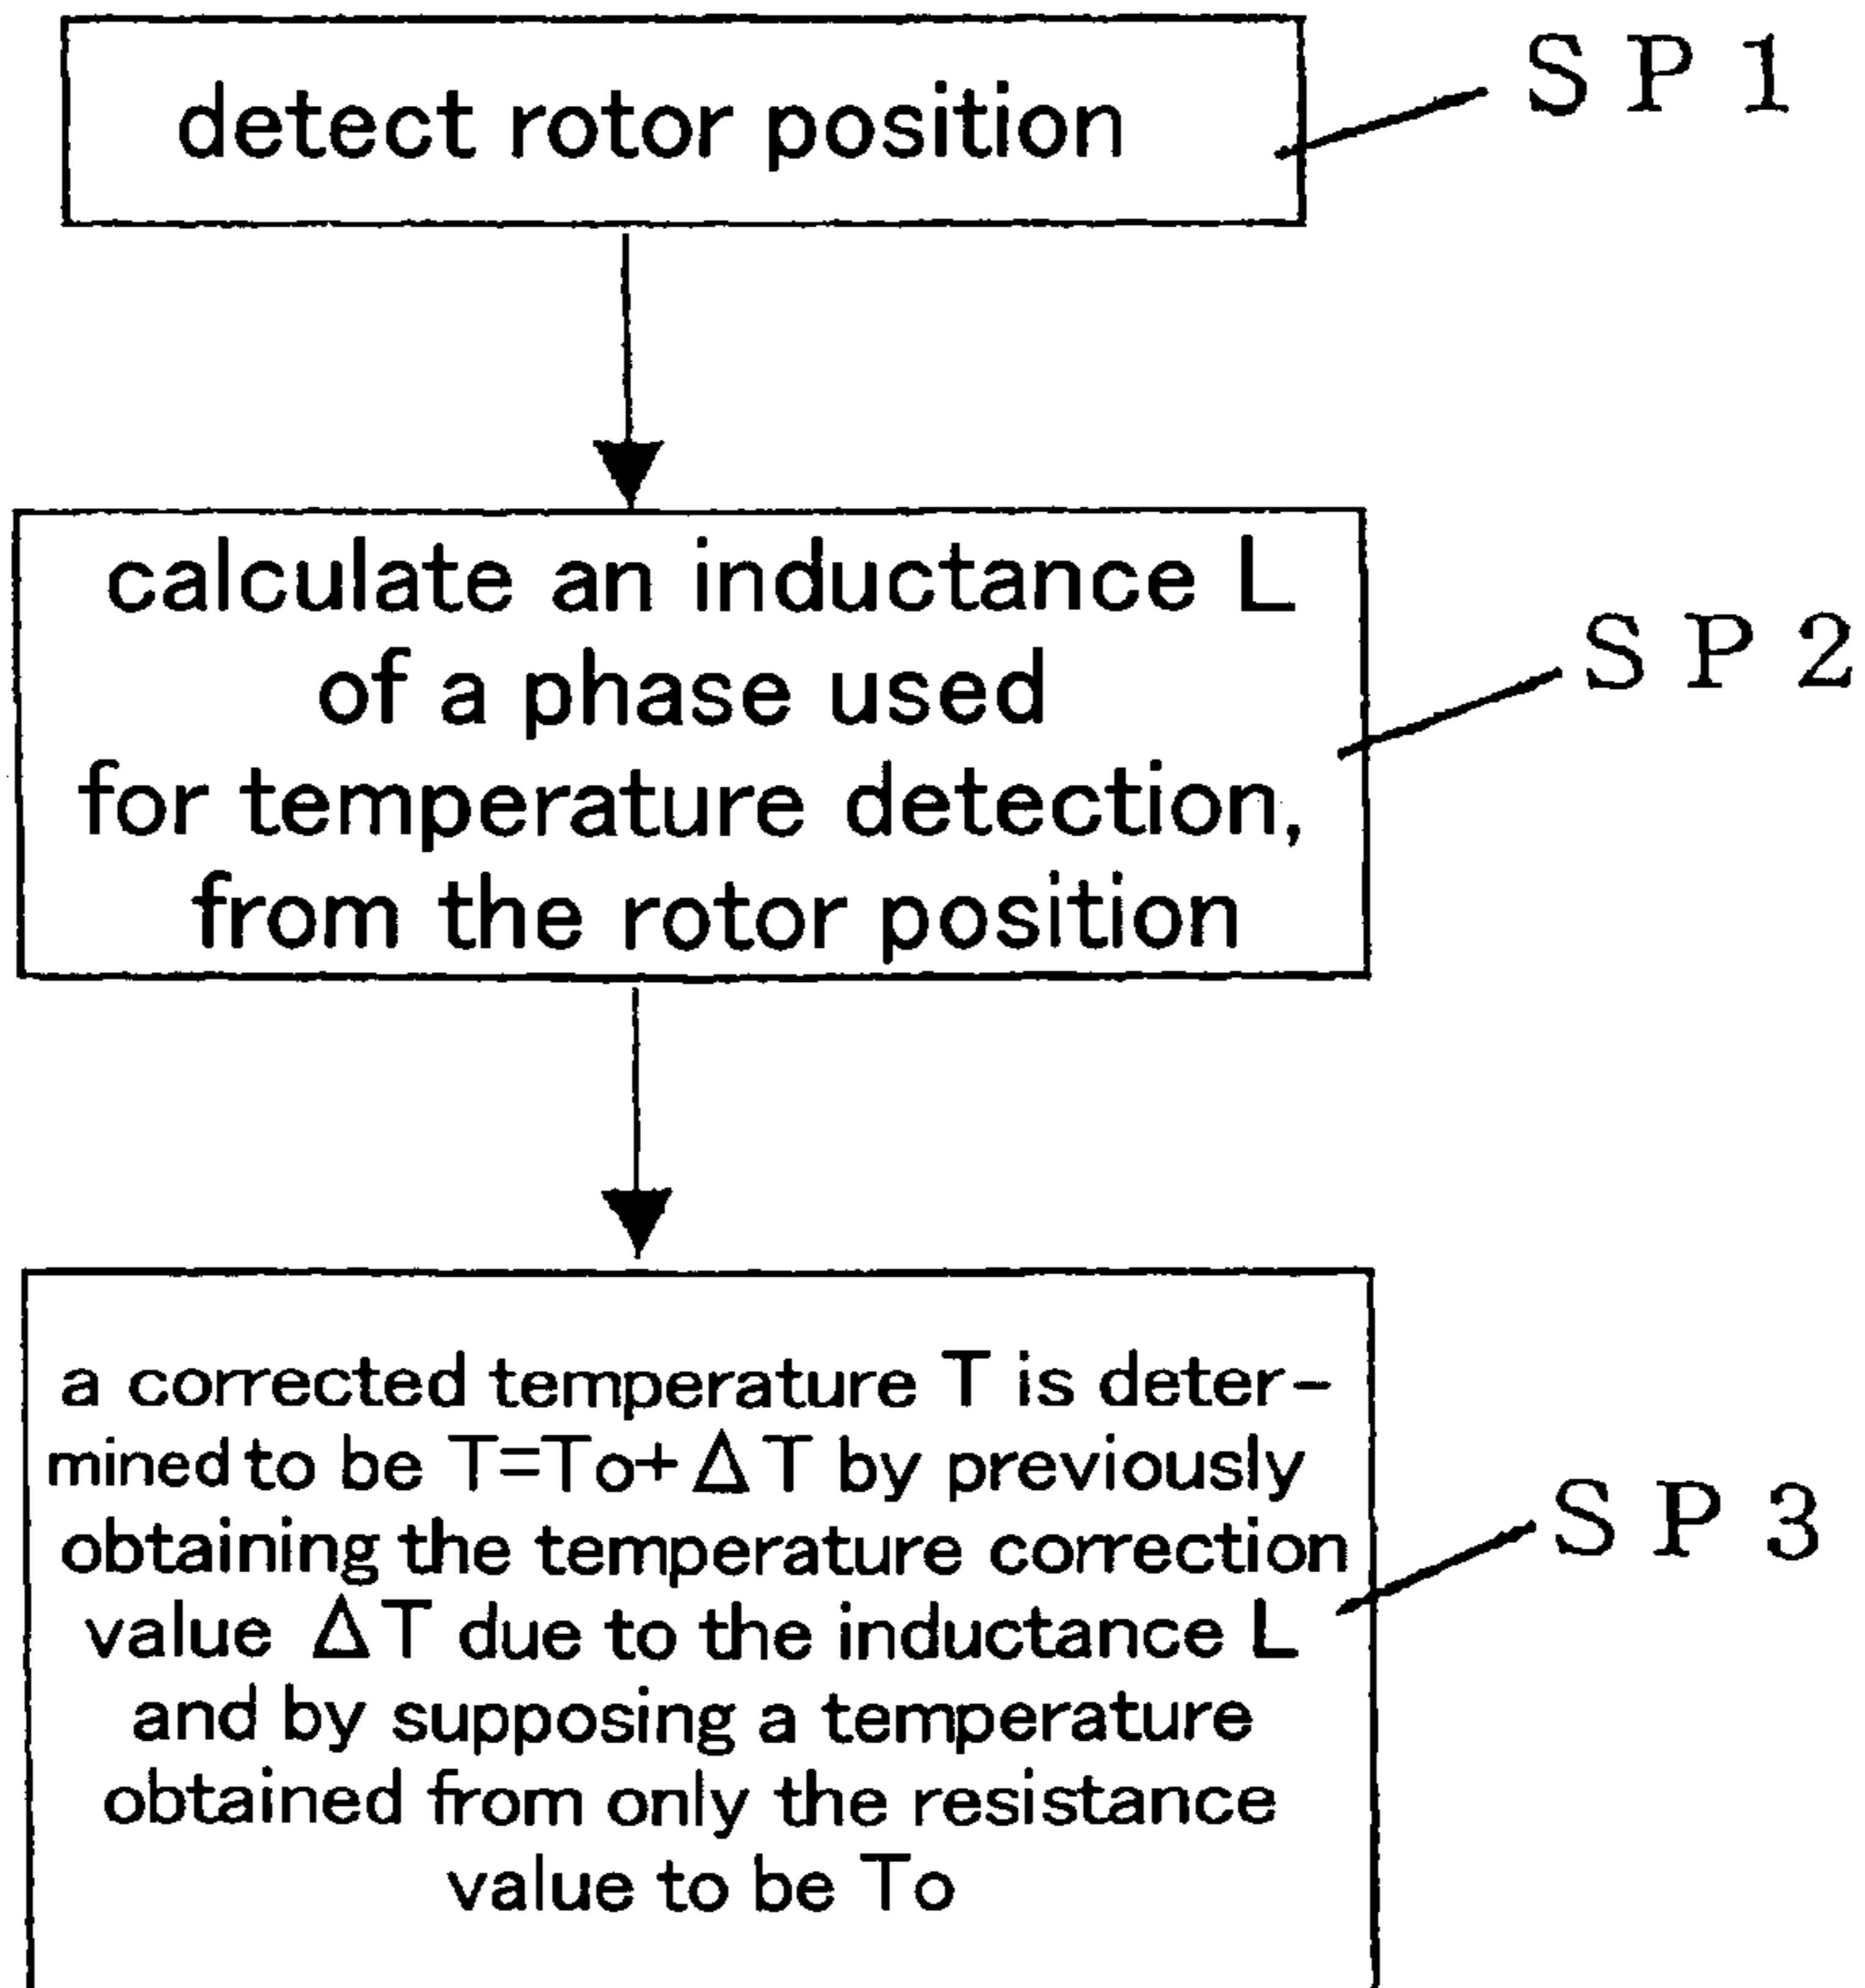 detect rotor position
SP1
calculate an inductance L
of a phase used
for temperature detection,
from the rotor position
SP2
a corrected temperature T is deter-
mined to be T=To+ΔT by previously
obtaining the temperature correction
value ΔT due to the inductance L
and by supposing a temperature
obtained from only the resistance
value to be To
SP3